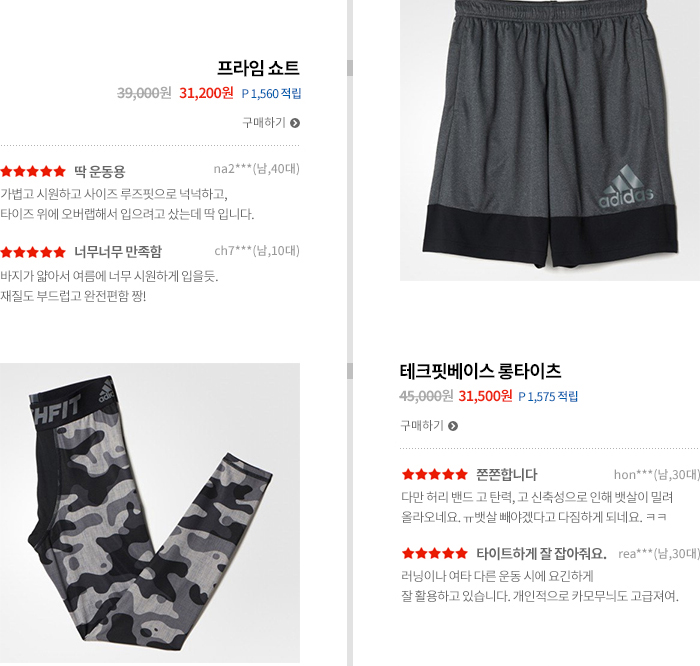 프라임 쇼트
39,000원 31,200원 P 1,560 적립
구매하기
딱 운동용 na2***(남,40대)
가볍고 시원하고 사이즈 루즈핏으로 넉넉하고,
타이즈 위에 오버랩해서 입으려고 샀는데 딱 입니다.
너무너무 만족함 ch7***(남,10대)
바지가 얇아서 여름에 너무 시원하게 입을듯.
재질도 부드럽고 완전편함 짱!
adidas
HFIT
adidas
테크핏베이스 롱타이츠
45,000원 31,500원 P 1,575 적립
구매하기
쫀쫀합니다 hon***(남,30대)
다만 허리 밴드 고 탄력, 고 신축성으로 인해 뱃살이 밀려
올라오네요. ㅠ뱃살 빼야겠다고 다짐하게 되네요. ㅋㅋ
타이트하게 잘 잡아줘요. rea***(남,30대)
러닝이나 여타 다른 운동 시에 요긴하게
잘 활용하고 있습니다. 개인적으로 카모무늬도 고급져여.